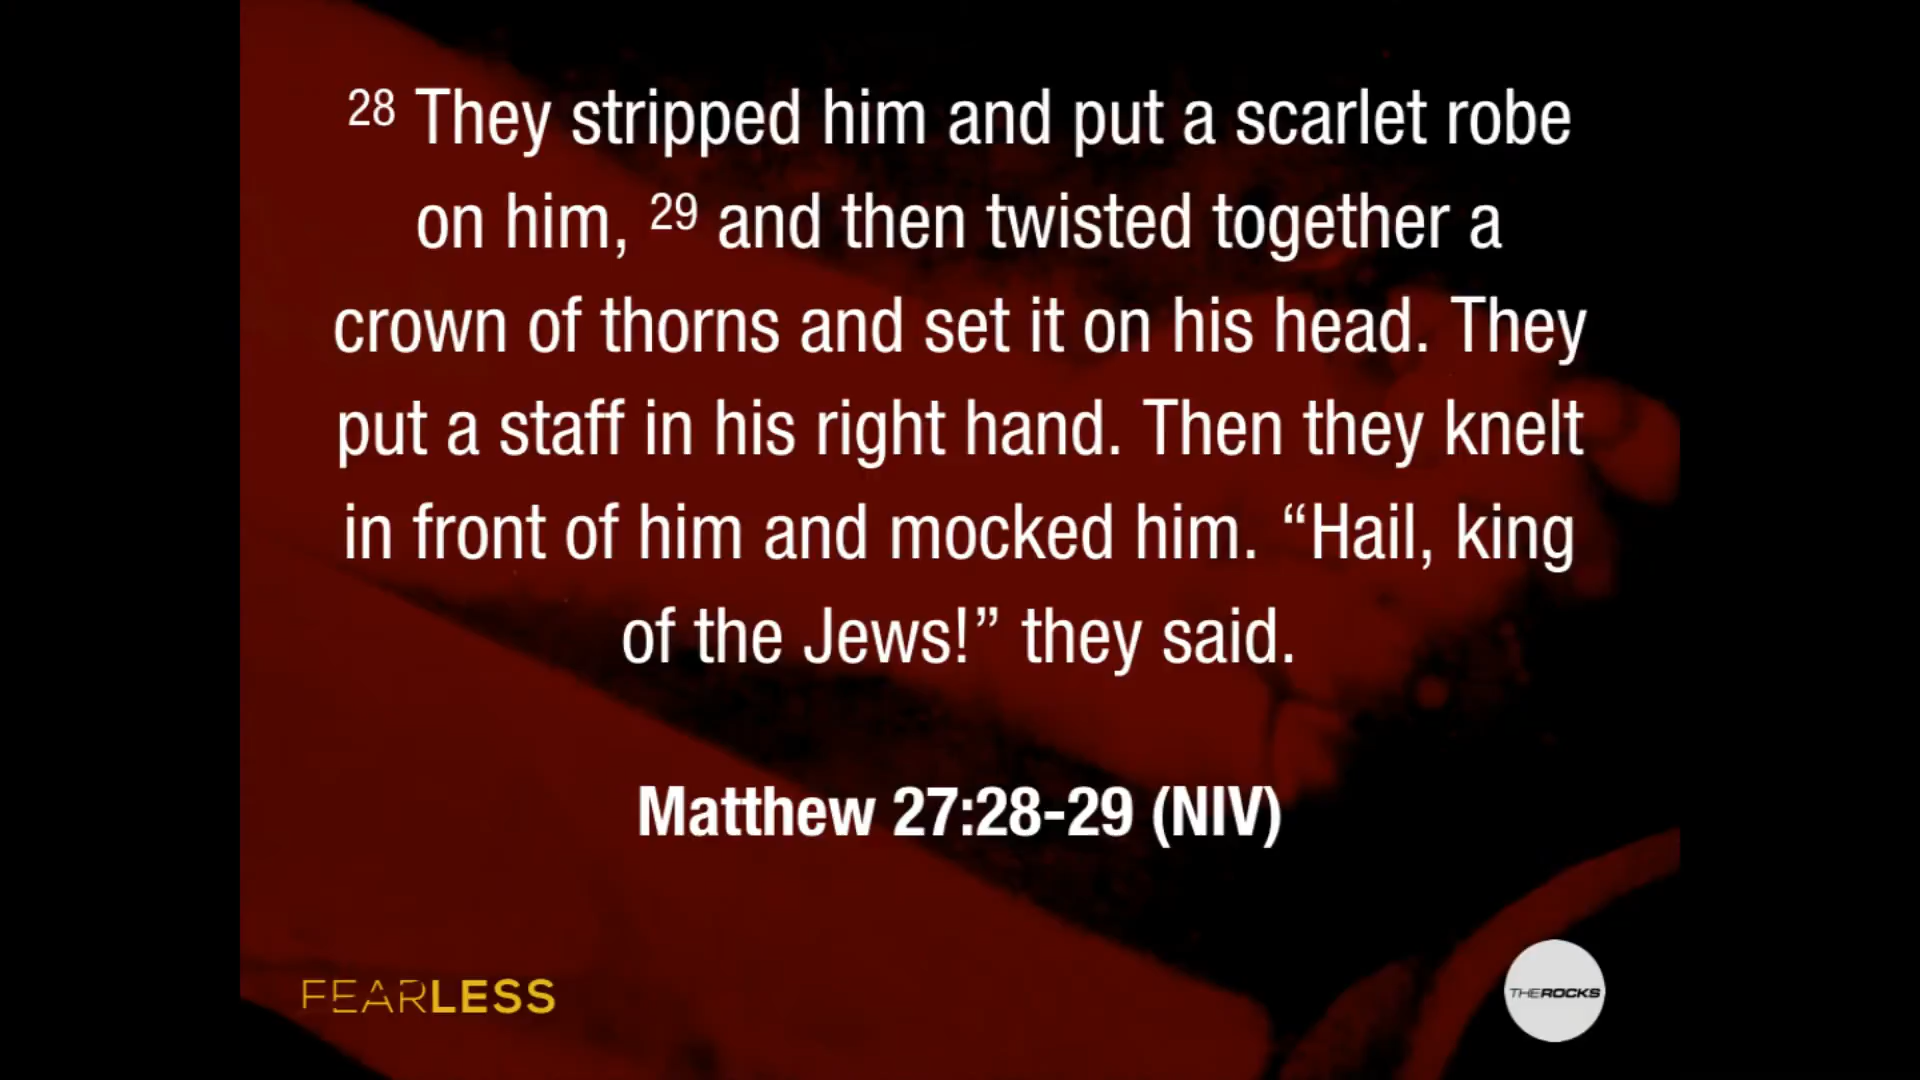 28 They stripped him and put a scarlet robe
on him, 29 and then twisted together a
crown of thorns and set it on his head. They
put a staff in his right hand. Then they knelt
in front of him and mocked him. “Hail, king
of the Jews!” they said.
Matthew 27:28-29 (NIV)
FEARLESS
THEROCKS